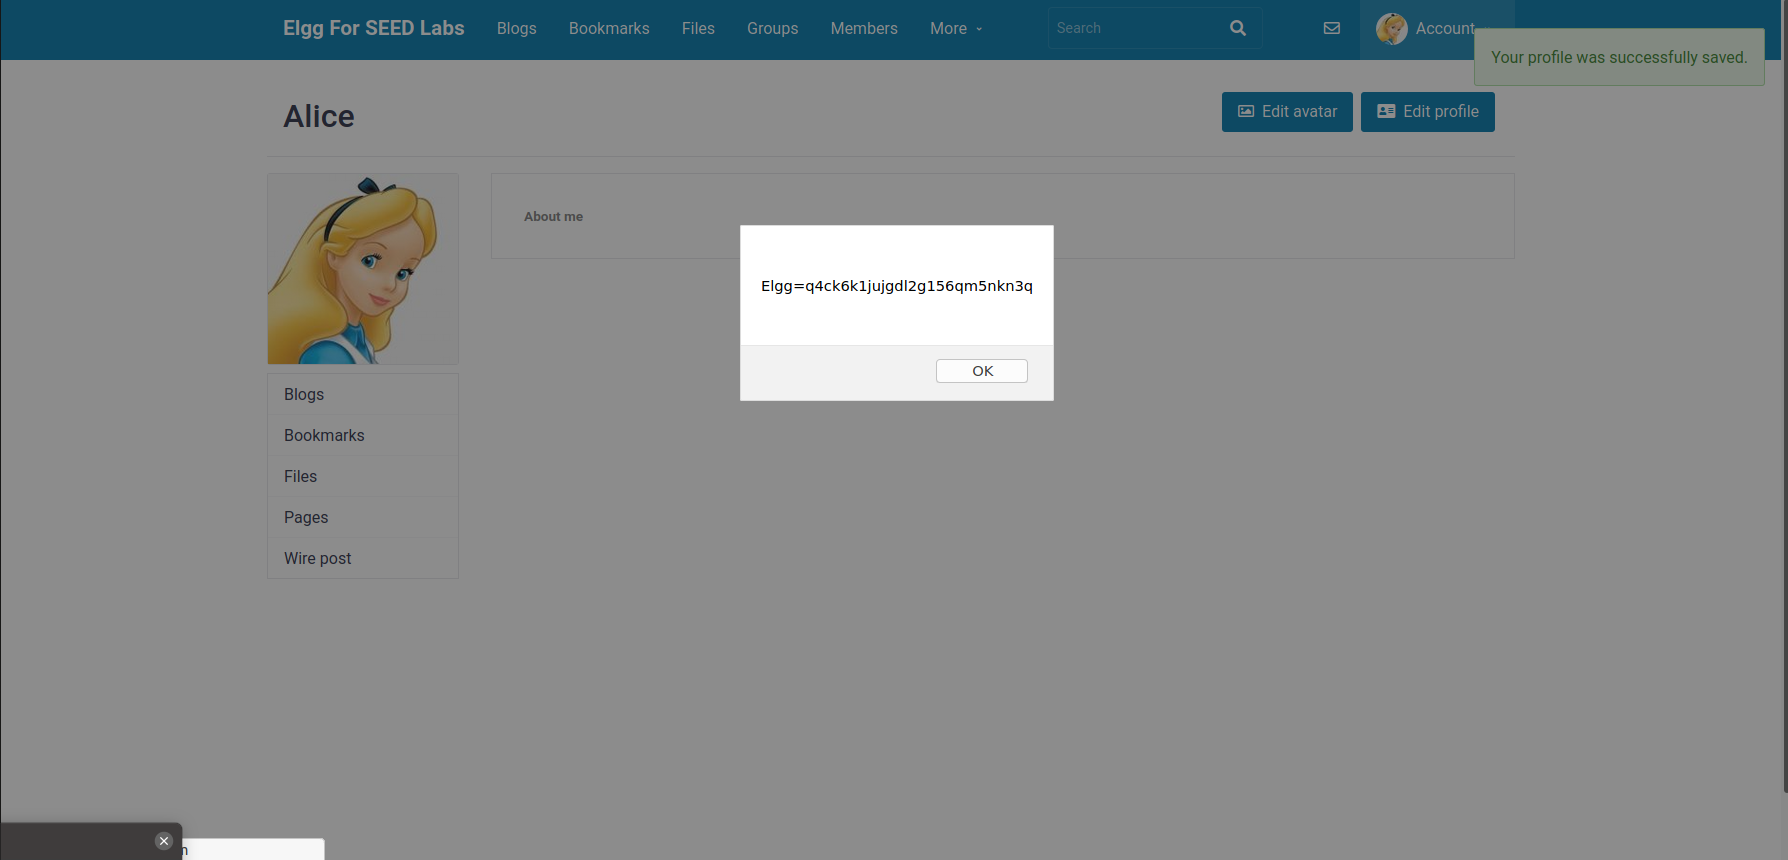 Elgg For SEED Labs Blogs Bookmarks Files Groups Members More Search Account
Your profile was successfully saved.
Alice
Edit avatar Edit profile
About me
Elgg=q4ck6k1jujgdl2g156qm5nkn3q
OK
Blogs
Bookmarks
Files
Pages
Wire post